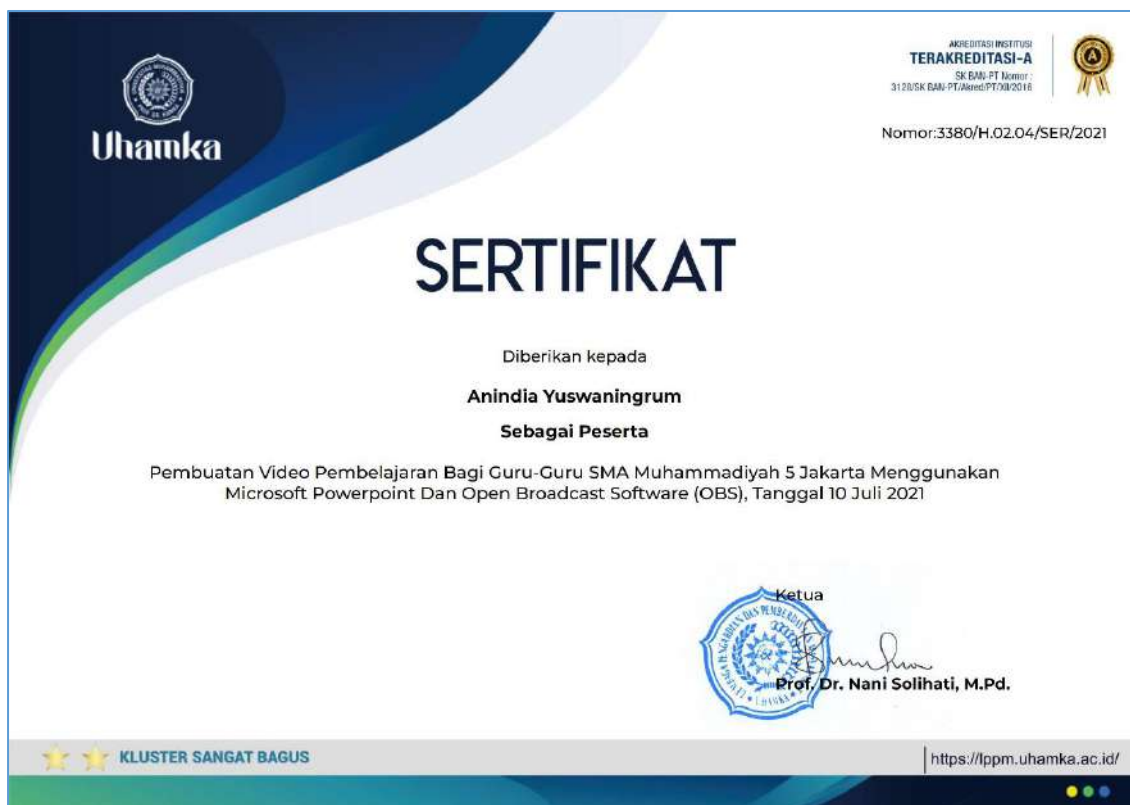 Uhamka
AKREDITASI INSTITUSI
TERAKREDITASI-A
SK BAN-PT Nomor :
3128/SK BAN-PT/Akred/PT/XII/2016
A
Nomor:3380/H.02.04/SER/2021
SERTIFIKAT
Diberikan kepada
Anindia Yuswaningrum
Sebagai Peserta
Pembuatan Video Pembelajaran Bagi Guru-Guru SMA Muhammadiyah 5 Jakarta Menggunakan
Microsoft Powerpoint Dan Open Broadcast Software (OBS), Tanggal 10 Juli 2021
Ketua
UHAMKA
Prof. Dr. Nani Solihati, M.Pd.
KLUSTER SANGAT BAGUS
https://lppm.uhamka.ac.id/